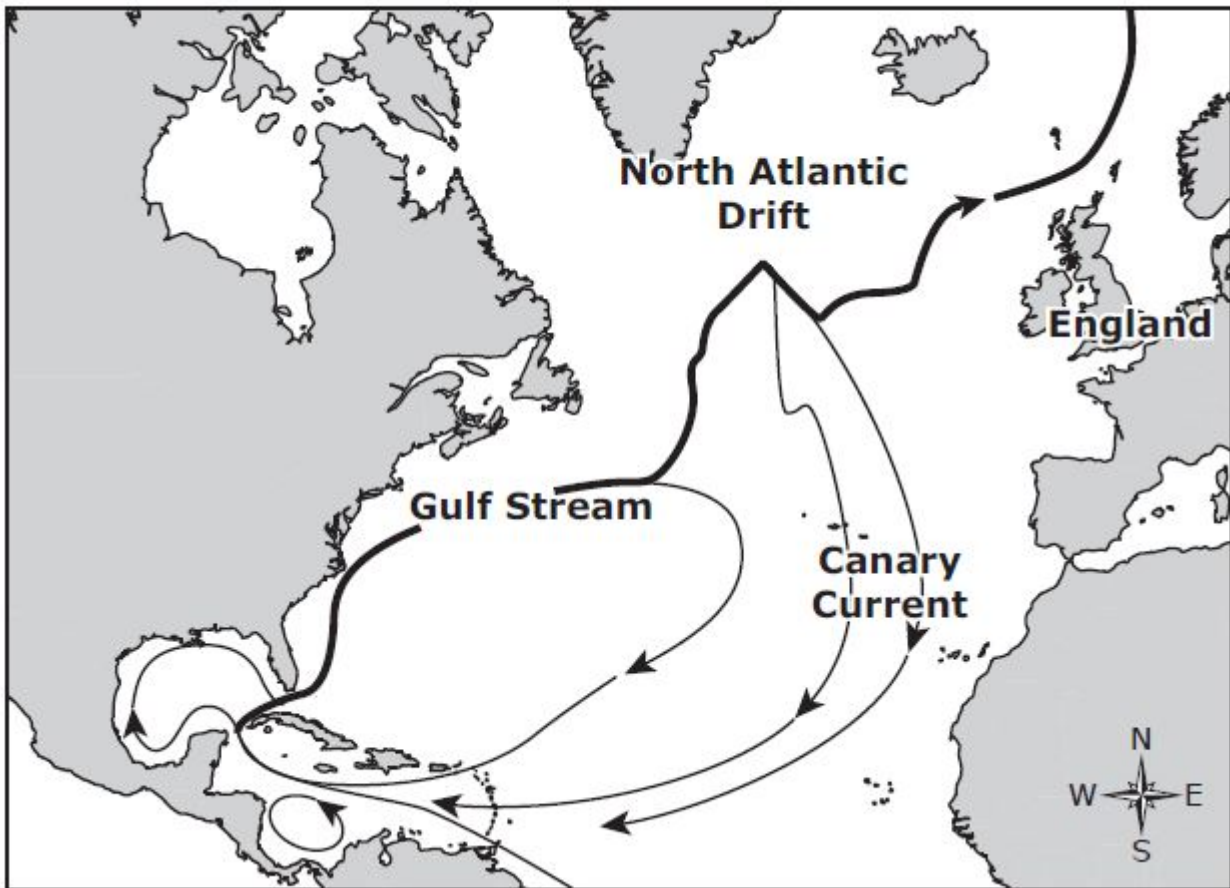 North Atlantic
Drift
England
Gulf Stream
Canary
Current
N
W E
S